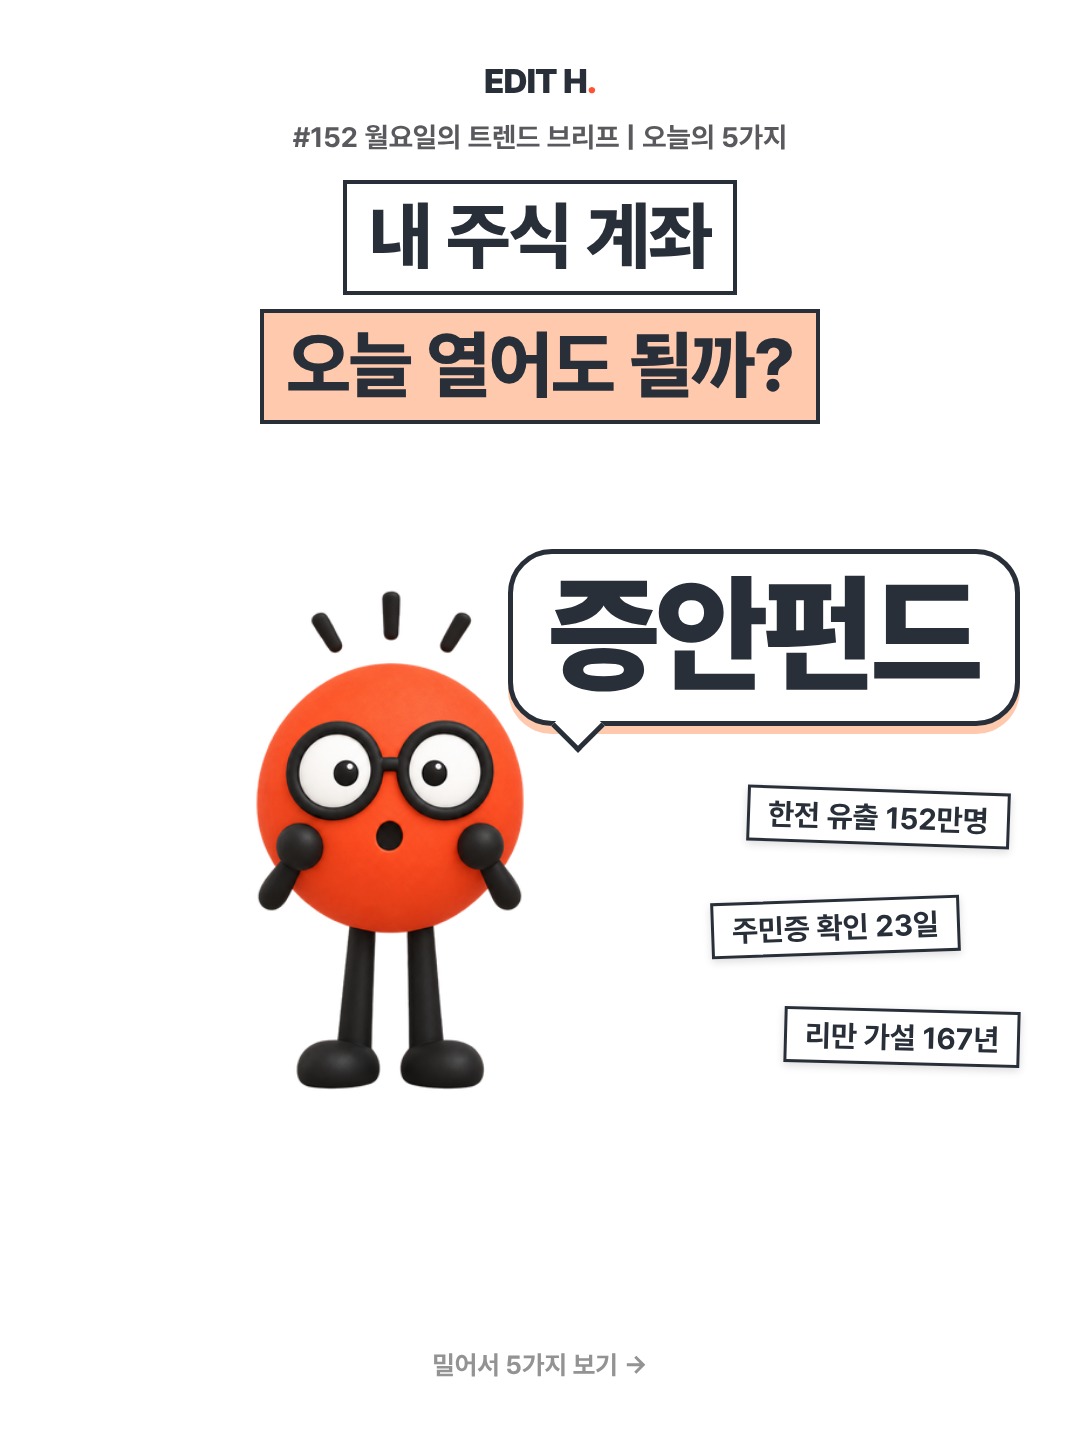 EDIT H.
#152 월요일의 트렌드 브리프 | 오늘의 5가지
내 주식 계좌
오늘 열어도 될까?
증안펀드
한전 유출 152만명
주민증 확인 23일
리만 가설 167년
밀어서 5가지 보기 →